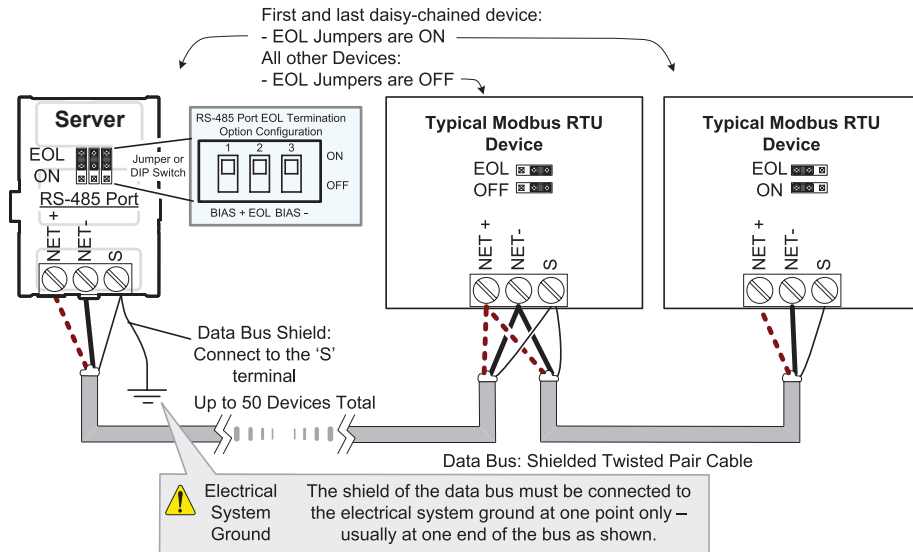 First and last daisy-chained device:
- EOL Jumpers are ON
All other Devices:
- EOL Jumpers are OFF
Server
EOL
ON
RS-485 Port
NET +
NET-
S
Jumper or
DIP Switch
RS-485 Port EOL Termination
Option Configuration
1 2 3
ON
OFF
BIAS + EOL BIAS -
Typical Modbus RTU
Device
EOL
OFF
NET +
NET-
S
Typical Modbus RTU
Device
EOL
ON
NET +
NET-
S
Data Bus Shield:
Connect to the 'S'
terminal
Up to 50 Devices Total
Data Bus: Shielded Twisted Pair Cable
Electrical
System
Ground
The shield of the data bus must be connected to
the electrical system ground at one point only –
usually at one end of the bus as shown.